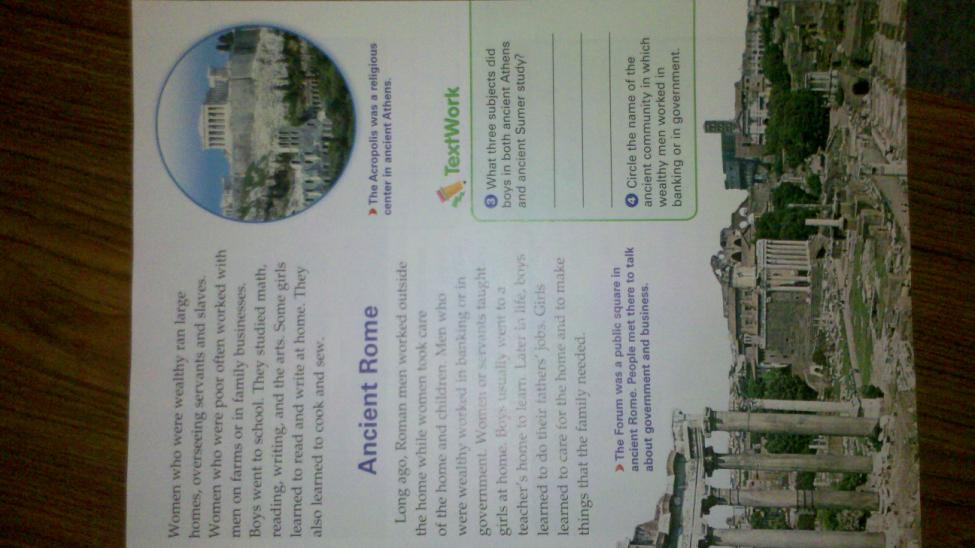 Women who were wealthy ran large
homes, overseeing servants and slaves.
Women who were poor often worked with
men on farms or in family businesses.
Boys went to school. They studied math,
reading, writing, and the arts. Some girls
learned to read and write at home. They
also learned to cook and sew.
Ancient Rome
Long ago, Roman men worked outside
the home while women took care
of the home and children. Men who
were wealthy worked in banking or in
government. Women or servants taught
girls at home. Boys usually went to a
teacher's home to learn. Later in life, boys
learned to do their fathers' jobs. Girls
learned to care for the home and to make
things that the family needed.
The Forum was a public square in
ancient Rome. People met there to talk
about government and business.
The Acropolis was a religious
center in ancient Athens.
TextWork
3 What three subjects did
boys in both ancient Athens
and ancient Sumer study?
4 Circle the name of the
ancient community in which
wealthy men worked in
banking or in government.